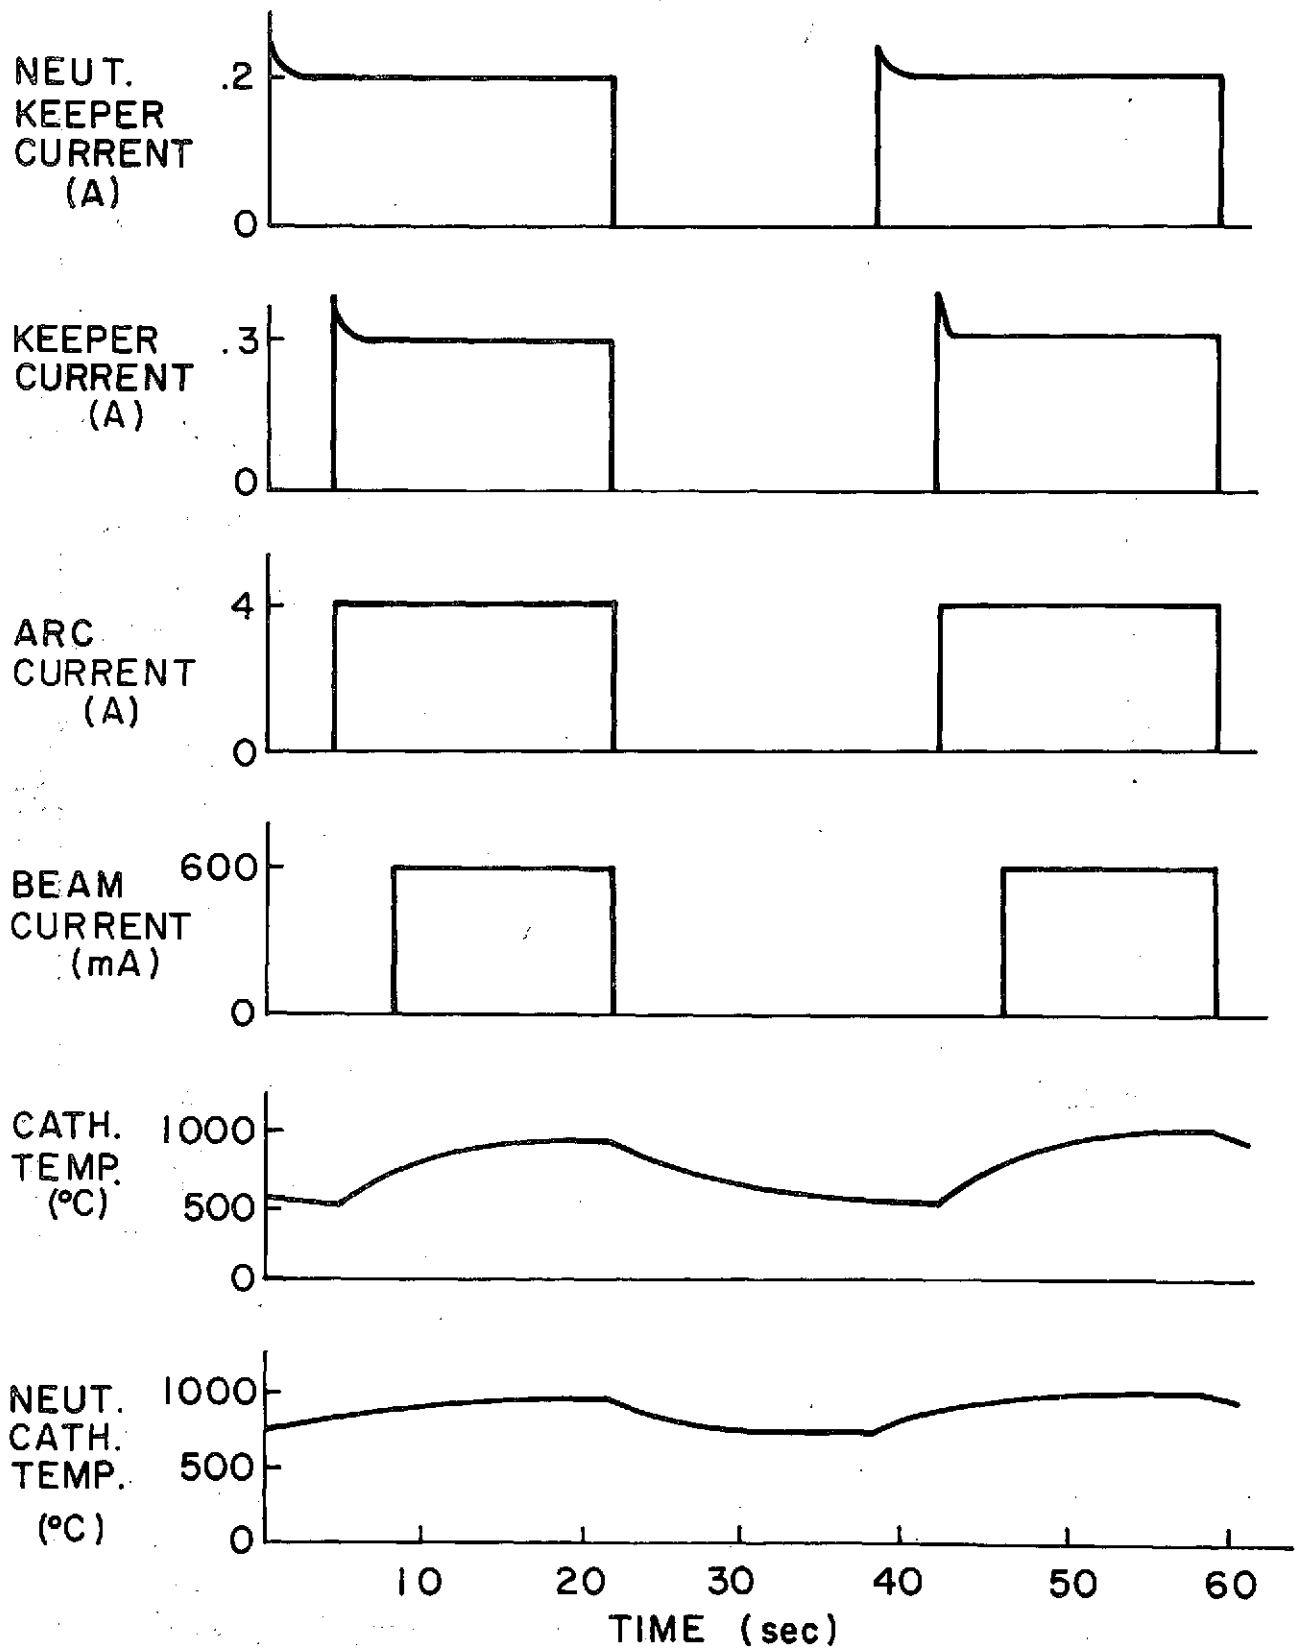 NEUT.
KEEPER
CURRENT
(A)
.2
0
KEEPER
CURRENT
(A)
.3
0
ARC
CURRENT
(A)
4
0
BEAM
CURRENT
(mA)
600
0
CATH.
TEMP.
(°C)
1000
500
0
NEUT.
CATH.
TEMP.
(°C)
1000
500
0
10 20 30 40 50 60
TIME (sec)